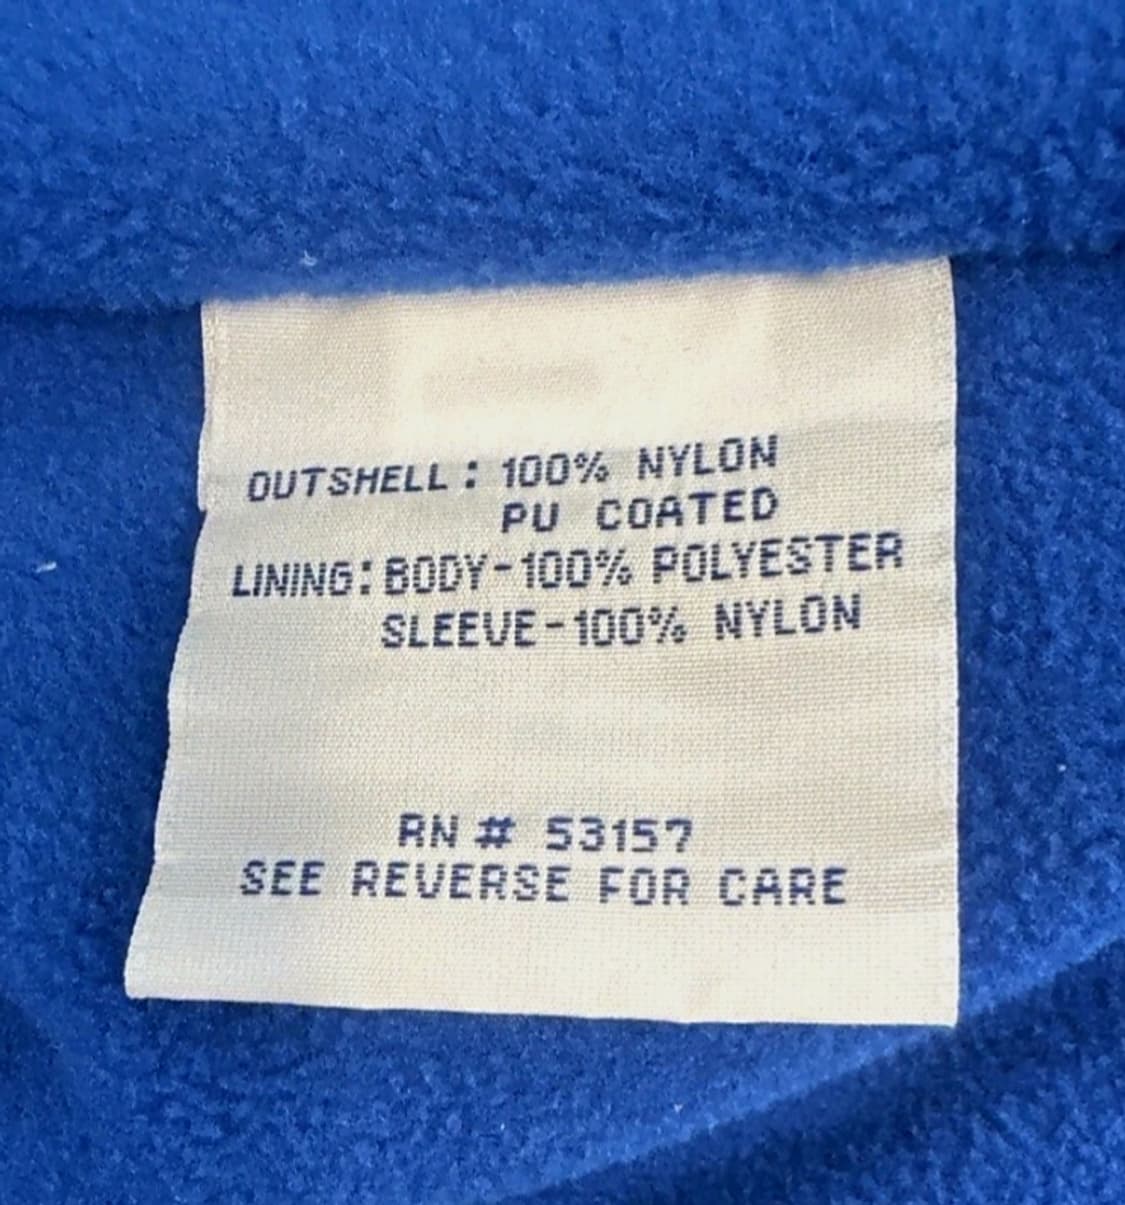 OUTSHELL: 100% NYLON
PU COATED
LINING: BODY-100% POLYESTER
SLEEVE-100% NYLON
RN # 53157
SEE REVERSE FOR CARE